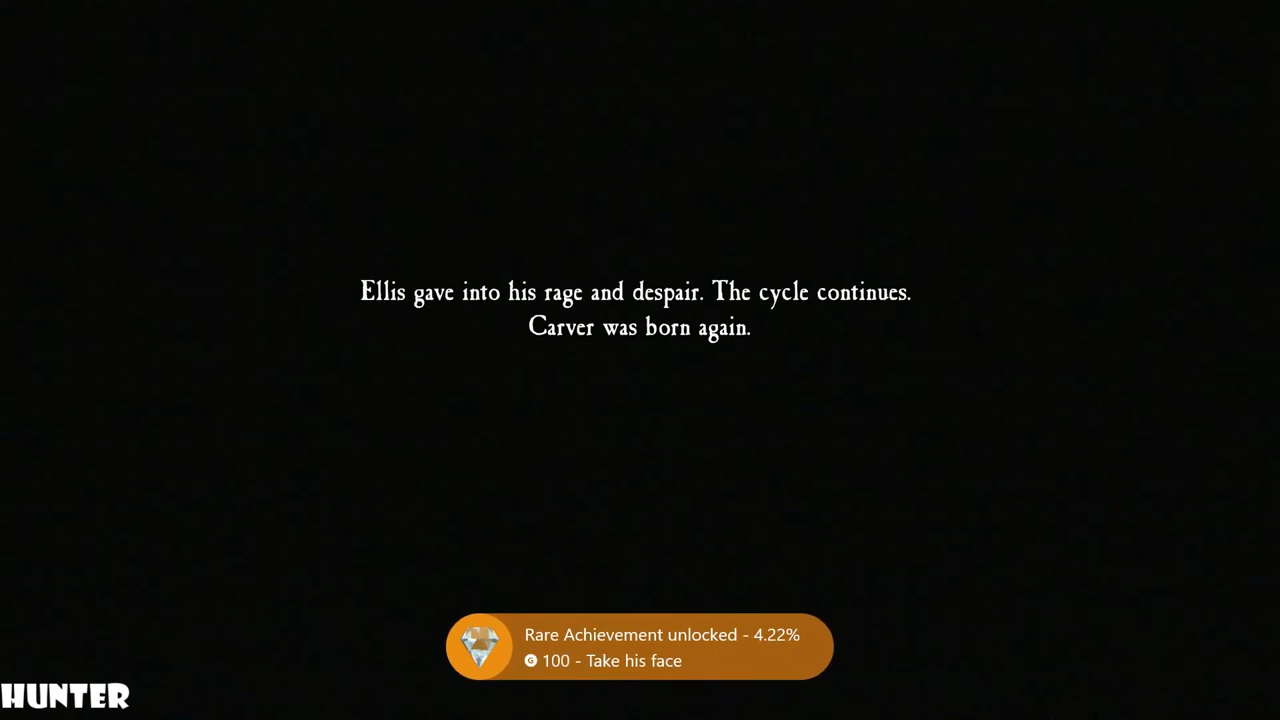 Ellis gave into his rage and despair. The cycle continues.
Carver was born again.
Rare Achievement unlocked - 4.22%
G 100 - Take his face
HUNTER